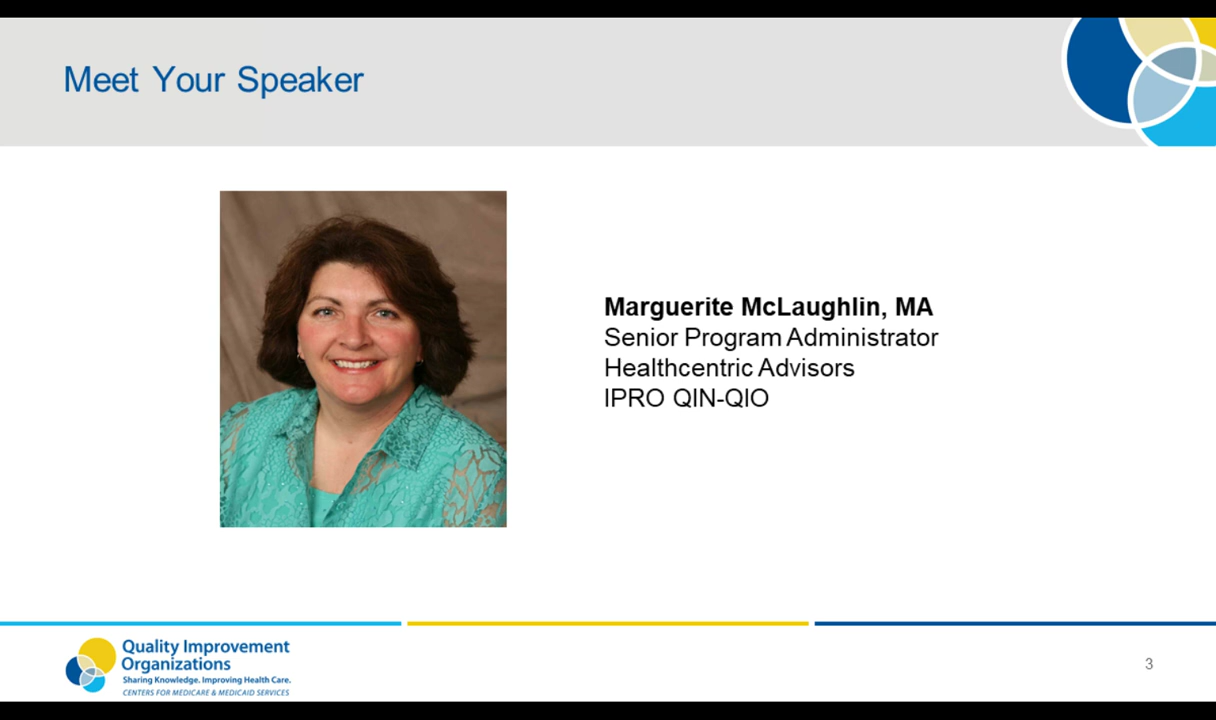 Meet Your Speaker
Marguerite McLaughlin, MA
Senior Program Administrator
Healthcentric Advisors
IPRO QIN-QIO
Quality Improvement
Organizations
Sharing Knowledge. Improving Health Care.
CENTERS FOR MEDICARE & MEDICAID SERVICES
3